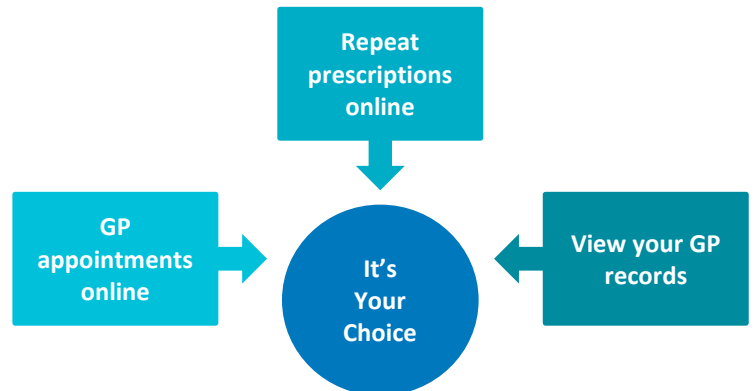 Repeat
prescriptions
online
GP
appointments
online
It’s
Your
Choice
View your GP
records